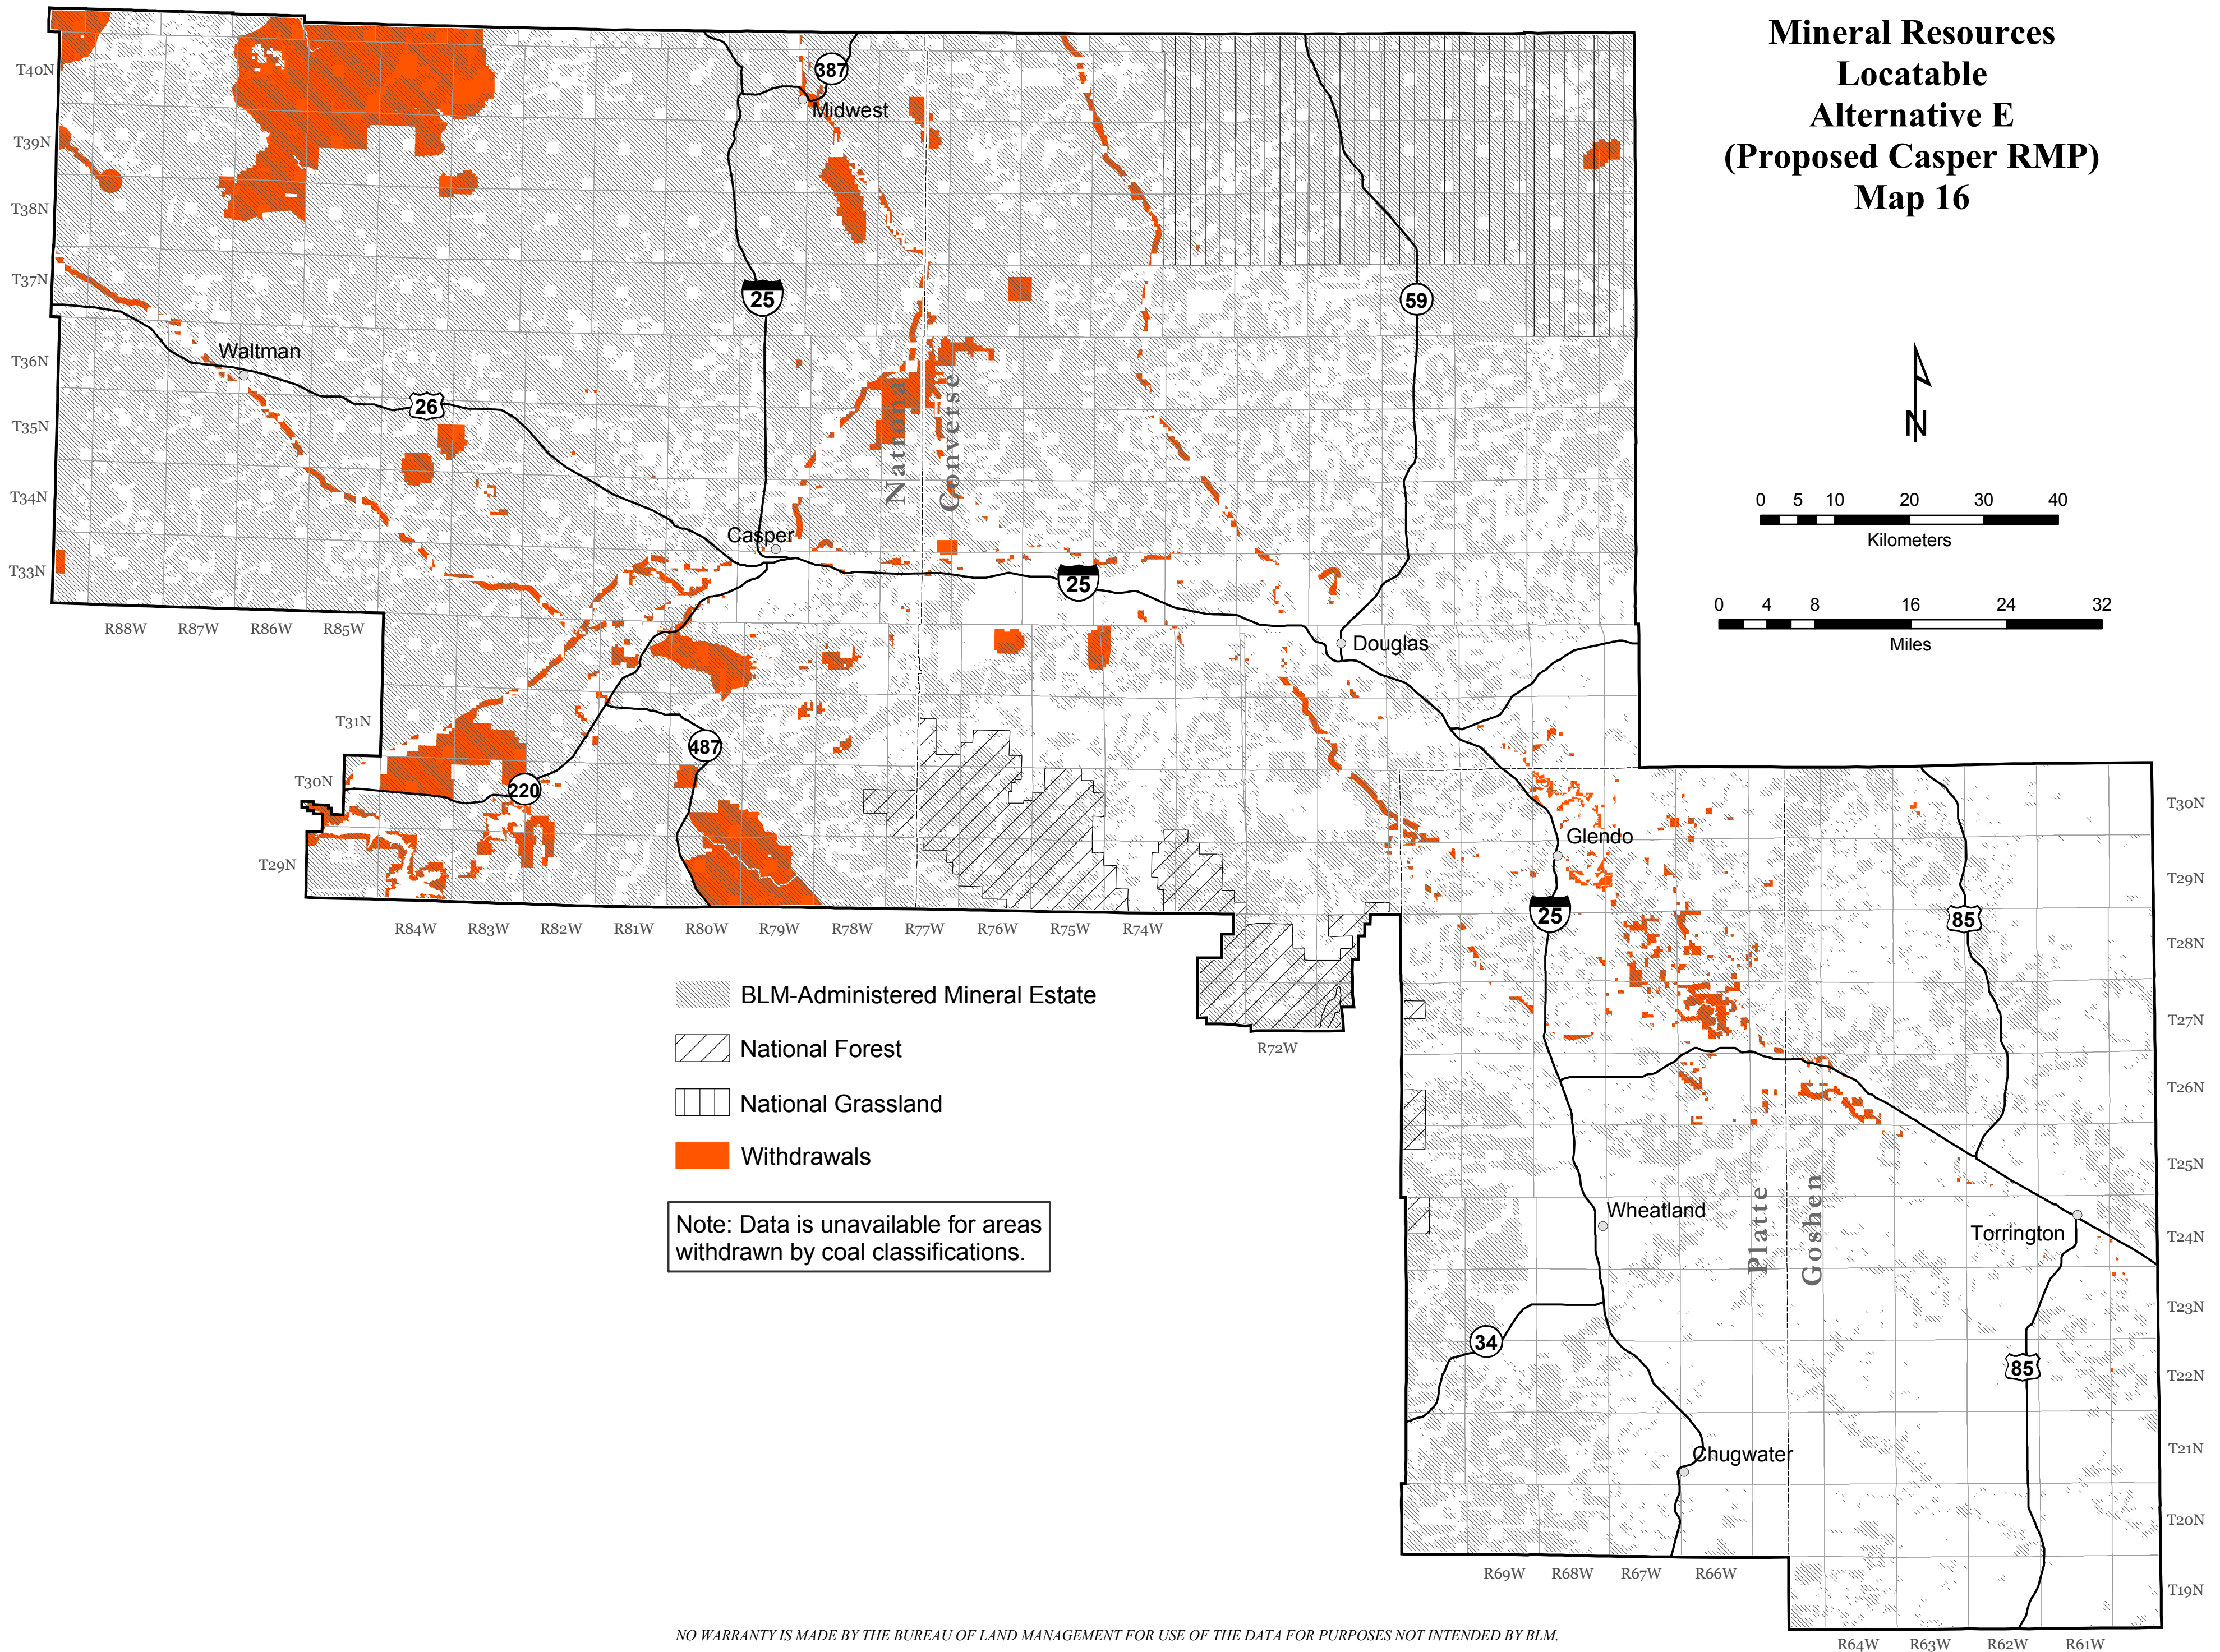 Mineral Resources
Locatable
Alternative E
(Proposed Casper RMP)
Map 16
T40N
T39N
T38N
T37N
T36N
T35N
T34N
T33N
T31N
T30N
T29N
387
Midwest
25
59
Waltman
26
Natrona
Converse
Casper
25
Douglas
R88W R87W R86W R85W
487
220
Glendo
25
85
R84W R83W R82W R81W R80W R79W R78W R77W R76W R75W R74W
R72W
N
0 5 10 20 30 40
Kilometers
0 4 8 16 24 32
Miles
T30N
T29N
T28N
T27N
T26N
T25N
T24N
T23N
T22N
T21N
T20N
T19N
BLM-Administered Mineral Estate
National Forest
National Grassland
Withdrawals
Note: Data is unavailable for areas
withdrawn by coal classifications.
Wheatland
Platte
Goshen
Torrington
34
85
Chugwater
R69W R68W R67W R66W
R64W R63W R62W R61W
NO WARRANTY IS MADE BY THE BUREAU OF LAND MANAGEMENT FOR USE OF THE DATA FOR PURPOSES NOT INTENDED BY BLM.